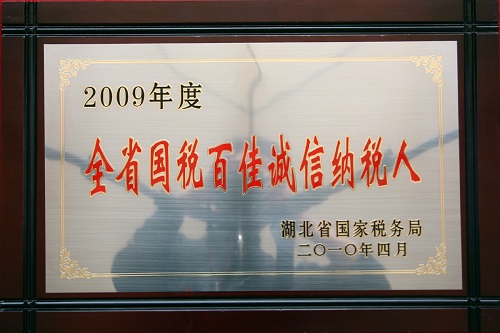 2009年度
全省国税百佳诚信纳税人
湖北省国家税务局
二〇一〇年四月